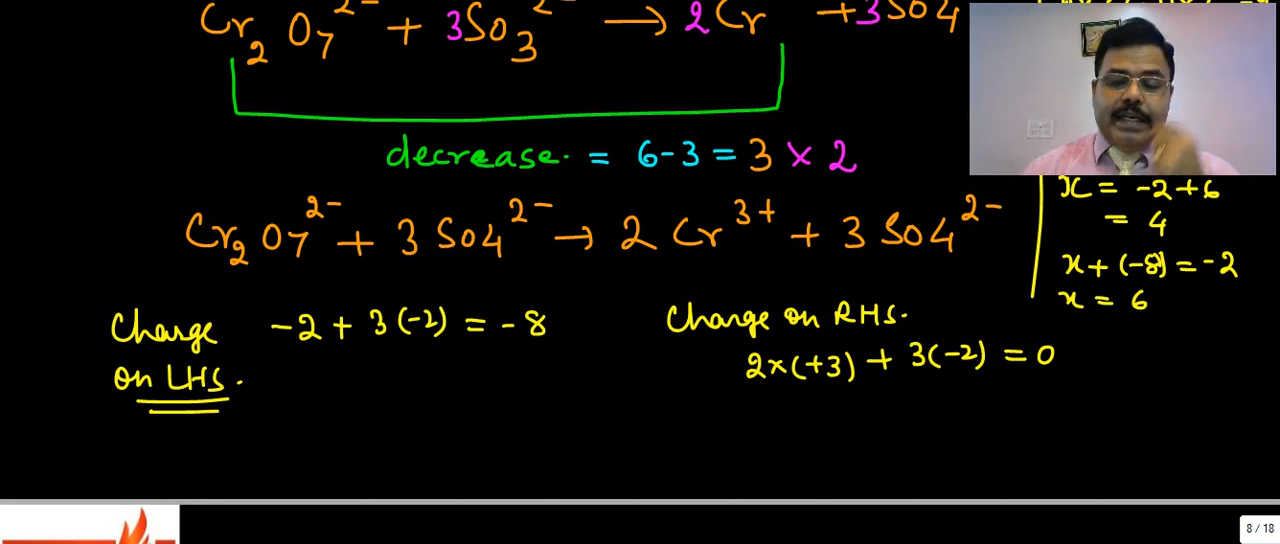 Cr2O7 2- + 3SO3 2- → 2Cr + 3SO4
decrease. = 6-3 = 3 × 2
x = -2+6
= 4
Cr2O7 2- + 3 SO4 2- → 2 Cr 3+ + 3 SO4 2-
x + (-8) = -2
x = 6
Charge -2 + 3(-2) = -8
on LHS.
Charge on RHS.
2×(+3) + 3(-2) = 0
8 / 18